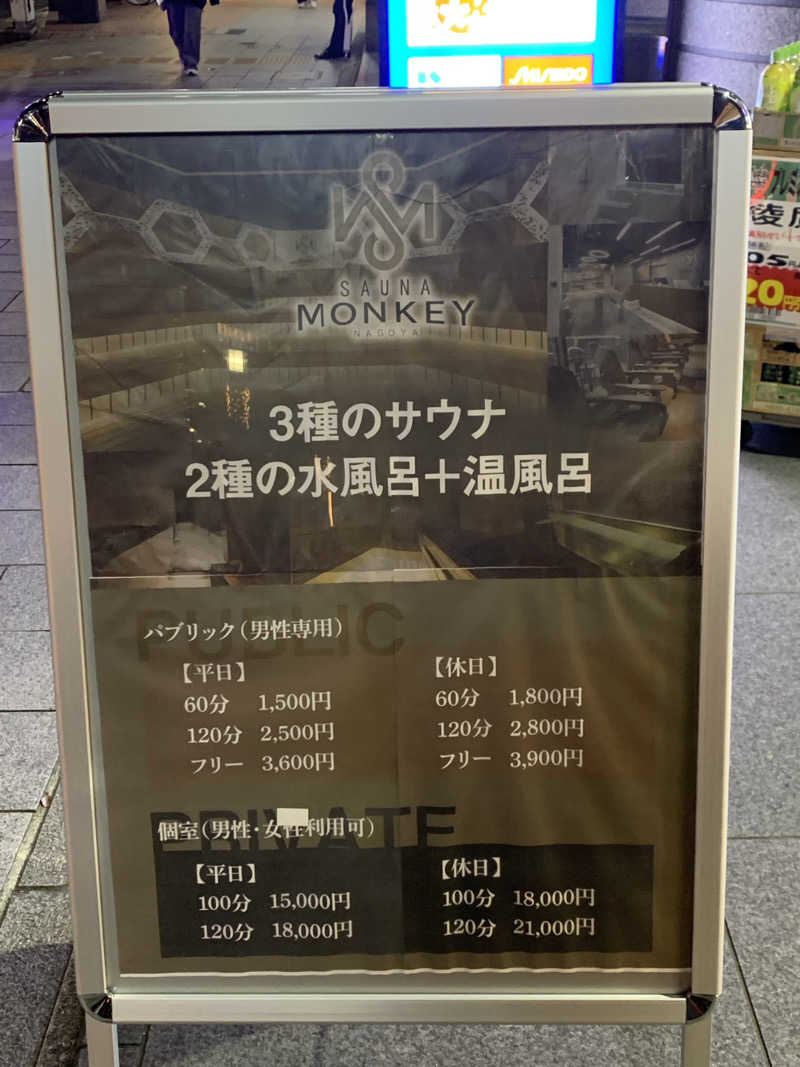 SHISEIDO
SAUNA
MONKEY
NAGOYA
3種のサウナ
2種の水風呂＋温風呂
PUBLIC
パブリック（男性専用）
【平日】
60分 1,500円
120分 2,500円
フリー 3,600円
【休日】
60分 1,800円
120分 2,800円
フリー 3,900円
PRIVATE
個室（男性・女性利用可）
【平日】
100分 15,000円
120分 18,000円
【休日】
100分 18,000円
120分 21,000円